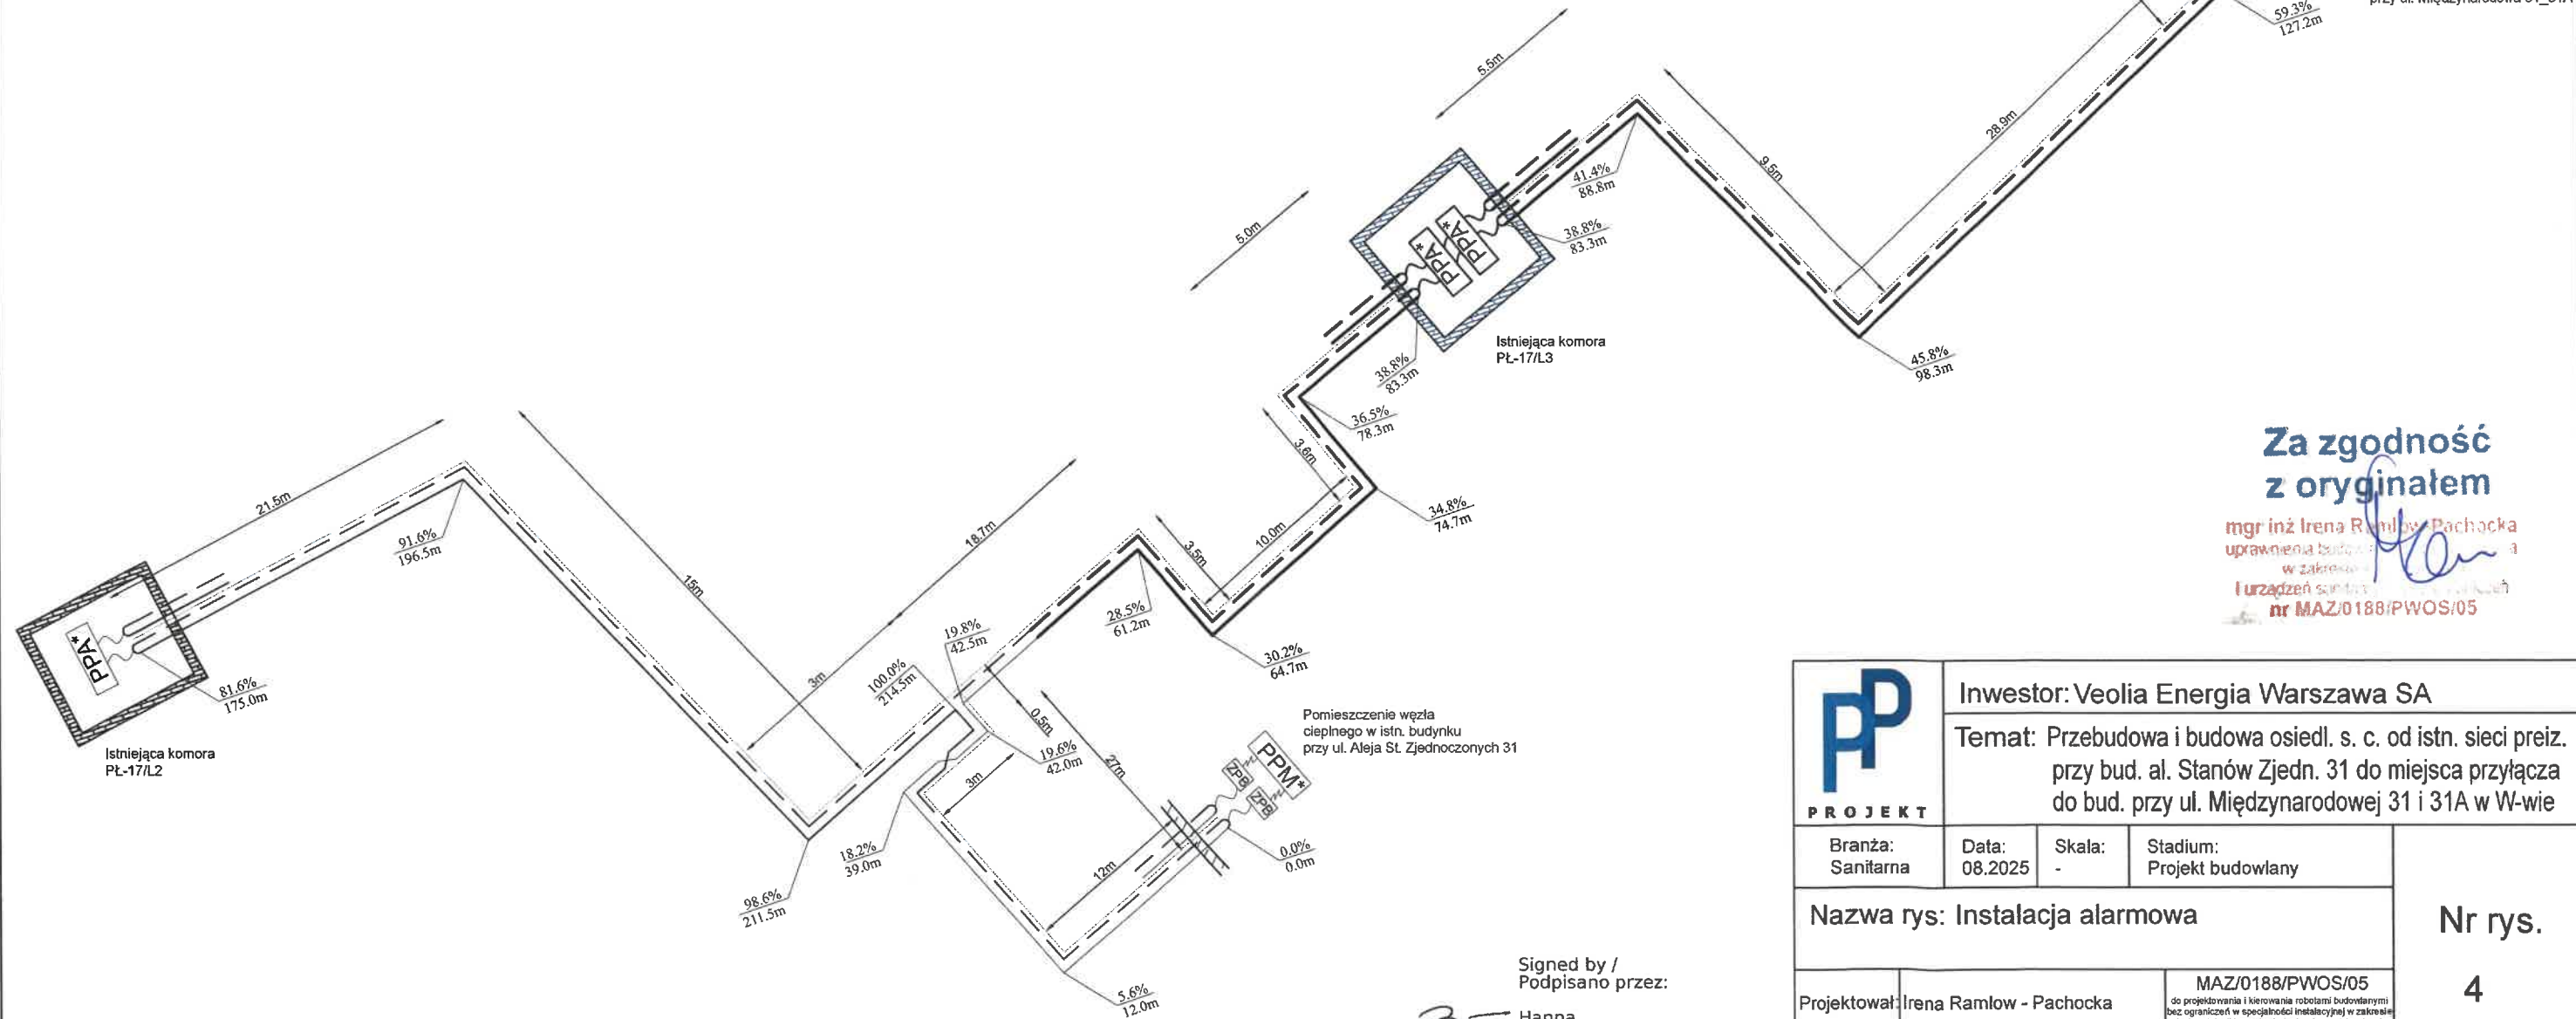 59.3%
127.2m
5.5m
28.9m
9.5m
41.4%
88.8m
5.0m
38.8%
83.3m
PPA*
PPA*
Istniejąca komora
PŁ-17/L3
38.8%
83.3m
45.8%
98.3m
36.5%
78.3m
3.6m
34.8%
74.7m
21.5m
91.6%
196.5m
18.7m
10.0m
3.5m
15m
28.5%
61.2m
30.2%
64.7m
PPA*
81.6%
175.0m
Istniejąca komora
PŁ-17/L2
19.8%
42.5m
100.0%
214.5m
3m
0.5m
19.6%
42.0m
27m
3m
Pomieszczenie węzła
cieplnego w istn. budynku
przy ul. Aleja St. Zjednoczonych 31
PPM*
ZPB
ZPB
0.0%
0.0m
12m
18.2%
39.0m
98.6%
211.5m
5.6%
12.0m
Za zgodność
z oryginałem
mgr inż Irena Ramlow-Pachocka
uprawnienia
w zakresie
i urządzeń
nr MAZ/0188/PWOS/05
PP
PROJEKT
Inwestor: Veolia Energia Warszawa SA
Temat: Przebudowa i budowa osiedl. s. c. od istn. sieci preiz.
przy bud. al. Stanów Zjedn. 31 do miejsca przyłącza
do bud. przy ul. Międzynarodowej 31 i 31A w W-wie
Branża:
Sanitarna
Data:
08.2025
Skala:
-
Stadium:
Projekt budowlany
Nazwa rys: Instalacja alarmowa
Nr rys.
4
Projektował: Irena Ramlow - Pachocka
MAZ/0188/PWOS/05
do projektowania i kierowania robotami budowlanymi
bez ograniczeń w specjalności instalacyjnej w zakresie
Signed by /
Podpisano przez:
Hanna